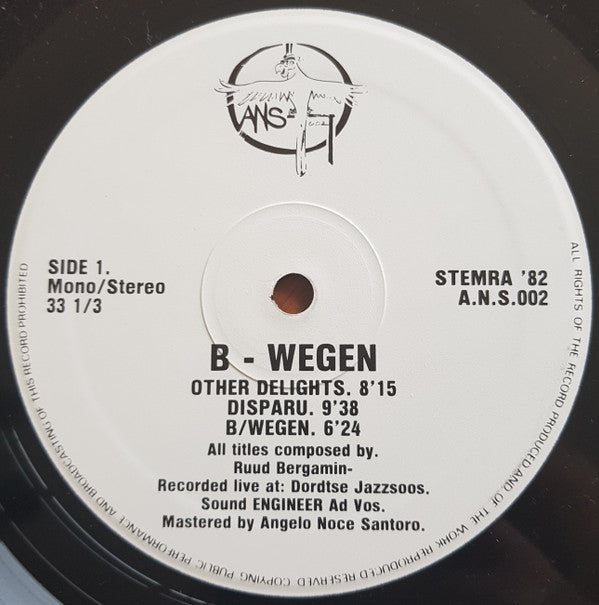 ANS
SIDE 1.
Mono/Stereo
33 1/3
STEMRA '82
A.N.S.002
B - WEGEN
OTHER DELIGHTS. 8'15
DISPARU. 9'38
B/WEGEN. 6'24
All titles composed by.
Ruud Bergamin-
Recorded live at: Dordtse Jazzsoos.
Sound ENGINEER Ad Vos.
Mastered by Angelo Noce Santoro.
ALL RIGHTS OF THE RECORD PRODUCED AND. OF THE WORK REPRODUCED RESERVED COPYING PUBLIC PERFORMANCE AND BROADCASTING OF THIS RECORD PROHIBITED